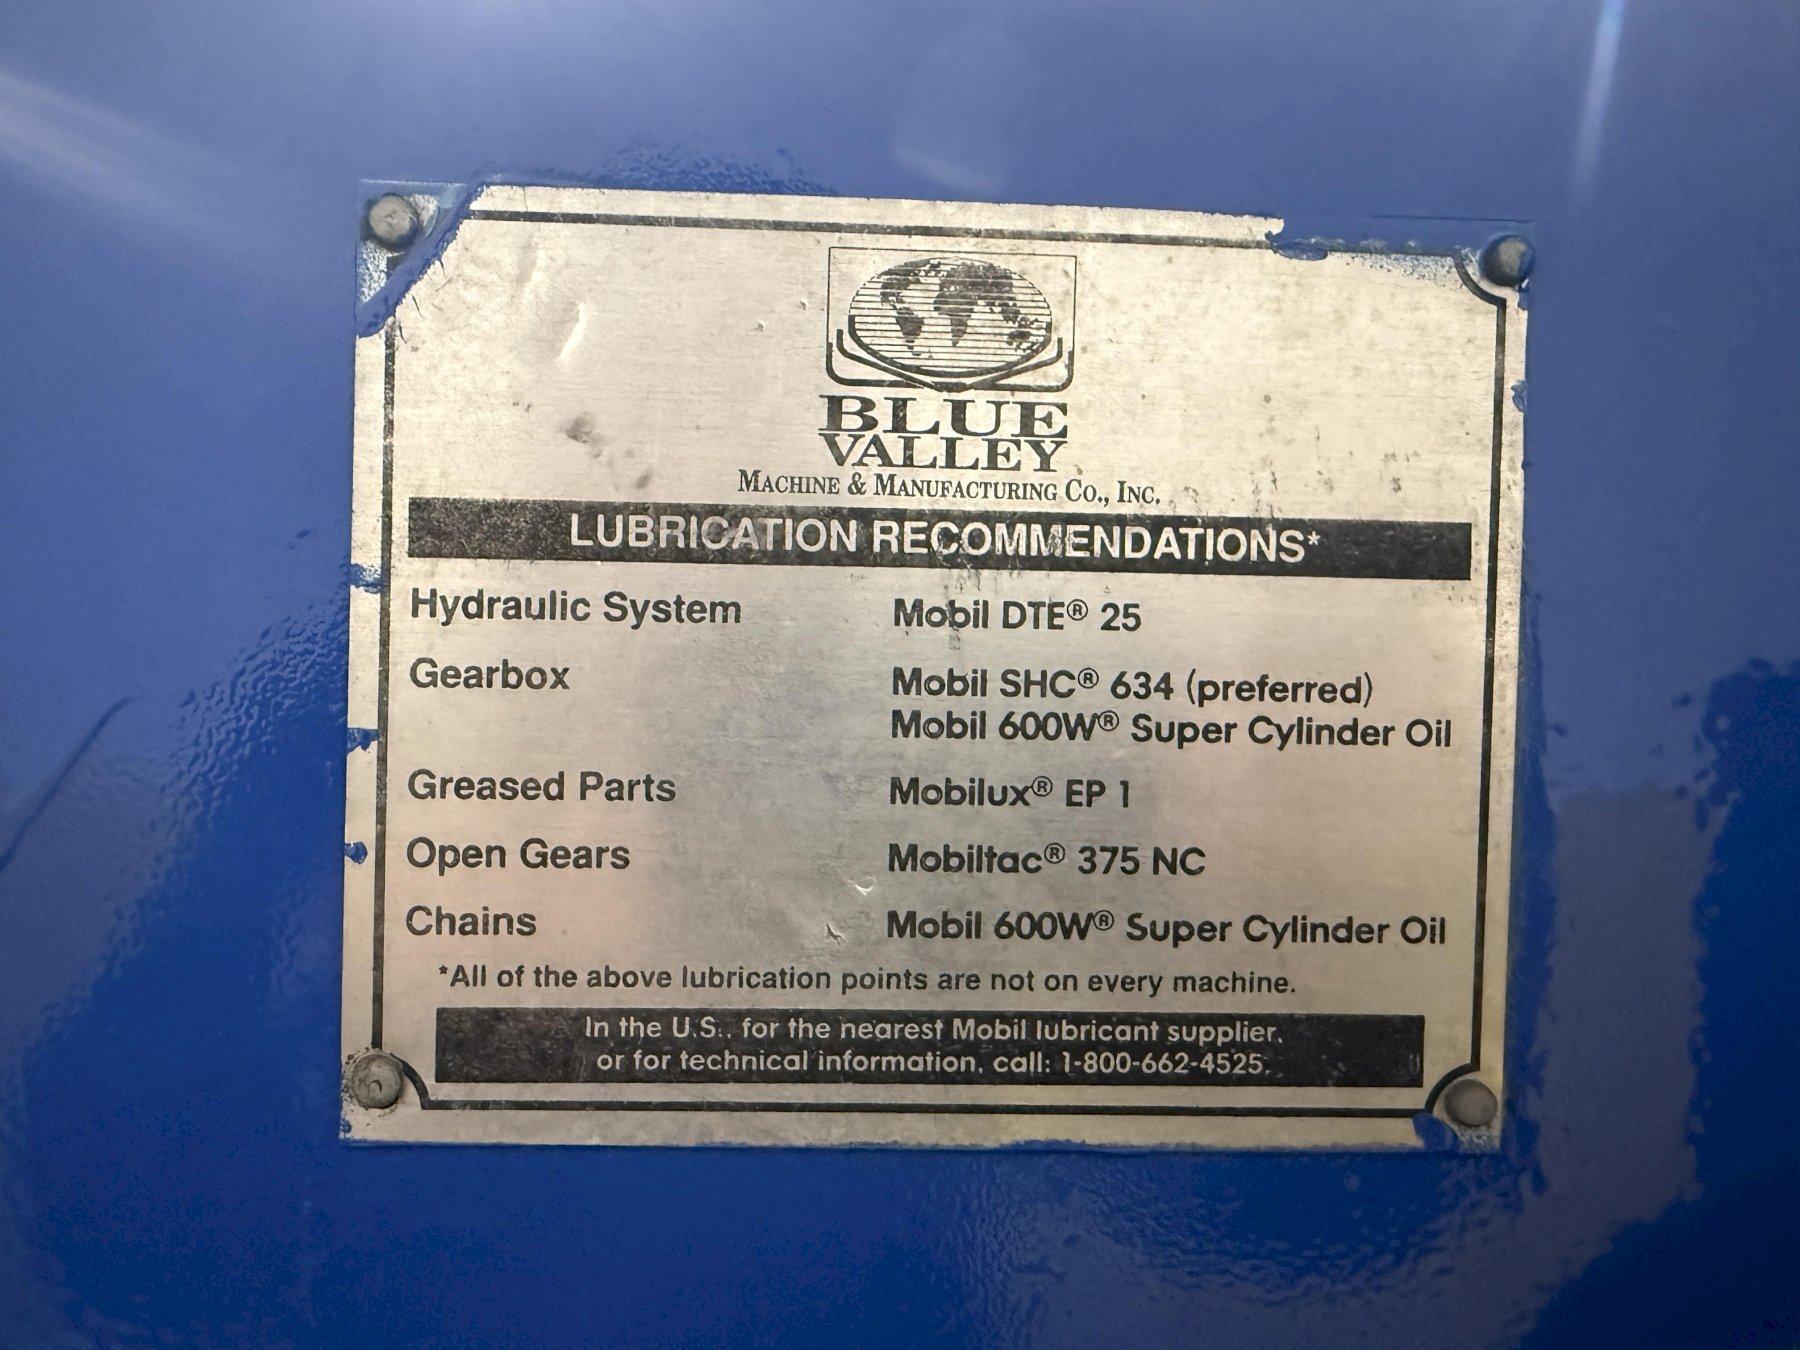 BLUE
VALLEY
MACHINE & MANUFACTURING CO., INC.
LUBRICATION RECOMMENDATIONS*
Hydraulic System Mobil DTE® 25
Gearbox Mobil SHC® 634 (preferred)
Mobil 600W® Super Cylinder Oil
Greased Parts Mobilux® EP 1
Open Gears Mobiltac® 375 NC
Chains Mobil 600W® Super Cylinder Oil
*All of the above lubrication points are not on every machine.
In the U.S., for the nearest Mobil lubricant supplier,
or for technical information, call: 1-800-662-4525.